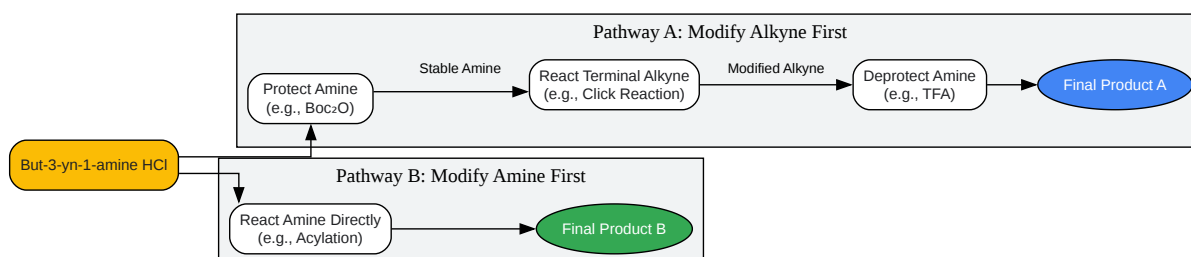 Pathway A: Modify Alkyne First
Protect Amine
(e.g., Boc₂O)
Stable Amine
React Terminal Alkyne
(e.g., Click Reaction)
Modified Alkyne
Deprotect Amine
(e.g., TFA)
Final Product A
But-3-yn-1-amine HCl
Pathway B: Modify Amine First
React Amine Directly
(e.g., Acylation)
Final Product B